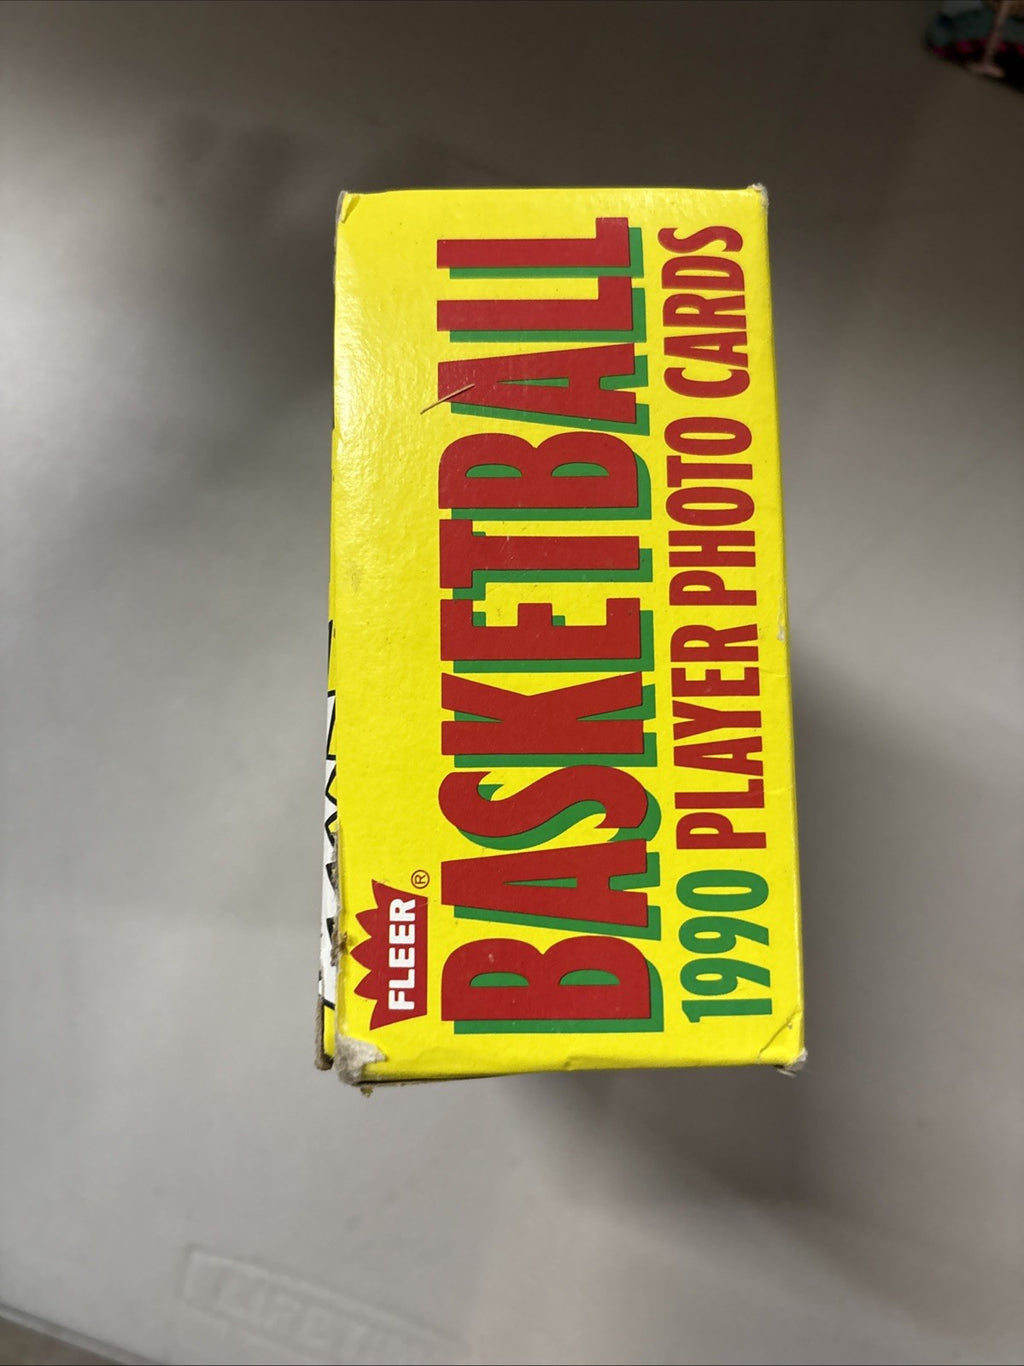 FLEER®
BASKETBALL
1990 PLAYER PHOTO CARDS